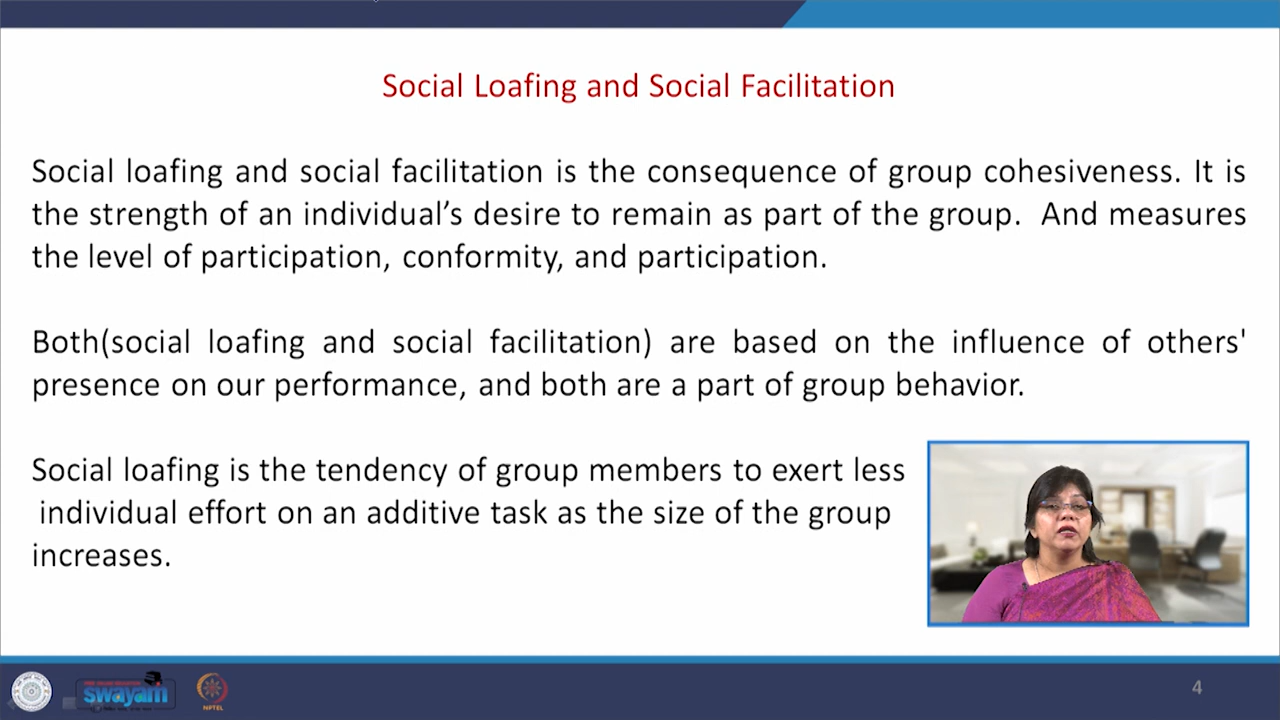 Social Loafing and Social Facilitation
Social loafing and social facilitation is the consequence of group cohesiveness. It is
the strength of an individual’s desire to remain as part of the group. And measures
the level of participation, conformity, and participation.
Both(social loafing and social facilitation) are based on the influence of others'
presence on our performance, and both are a part of group behavior.
Social loafing is the tendency of group members to exert less
individual effort on an additive task as the size of the group
increases.
swayam
NPTEL
4